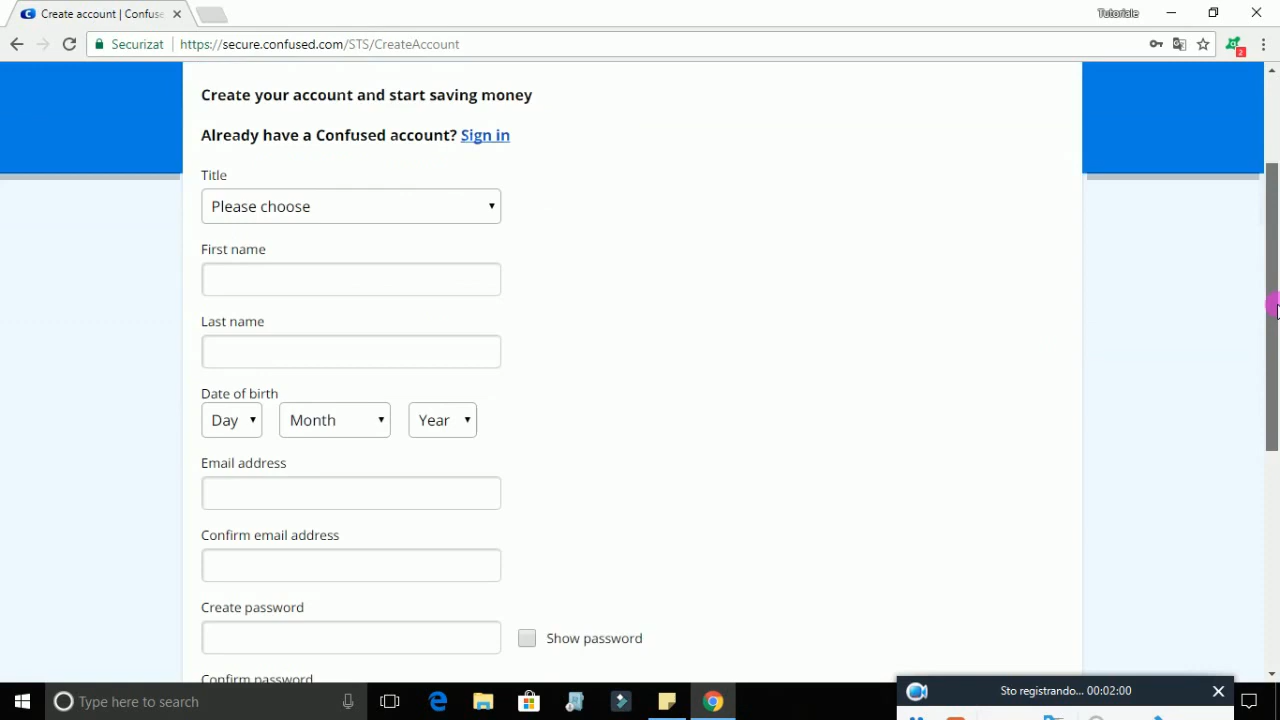 Create account | Confuse
Tutoriale
Securizat
https://secure.confused.com/STS/CreateAccount
2
Create your account and start saving money
Already have a Confused account? Sign in
Title
Please choose
First name
Last name
Date of birth
Day Month Year
Email address
Confirm email address
Create password
Show password
Confirm password
Type here to search
Sto registrando... 00:02:00